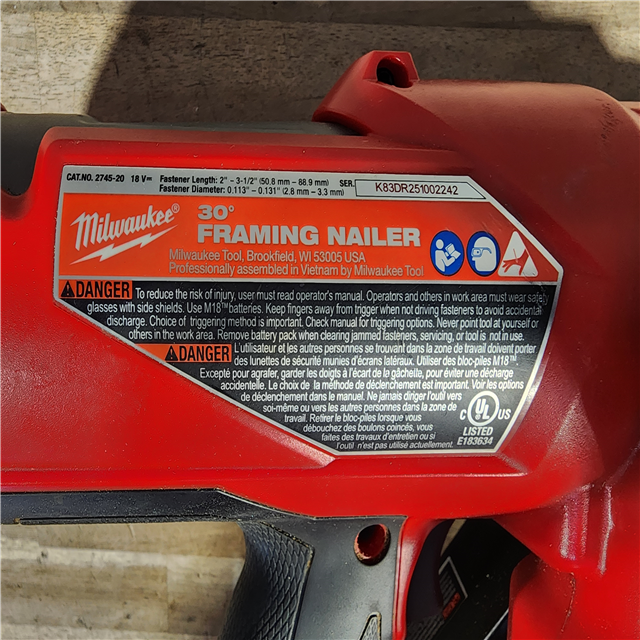 CAT.NO. 2745-20 18 V⎓ Fastener Length: 2" - 3-1/2" (50.8 mm - 88.9 mm) SER. K83DR251002242
Fastener Diameter: 0.113" - 0.131" (2.8 mm - 3.3 mm)
Milwaukee®
30°
FRAMING NAILER
Milwaukee Tool, Brookfield, WI 53005 USA
Professionally assembled in Vietnam by Milwaukee Tool
DANGER To reduce the risk of injury, user must read operator's manual. Operators and others in work area must wear safety
glasses with side shields. Use M18™ batteries. Keep fingers away from trigger when not driving fasteners to avoid accidental
discharge. Choice of triggering method is important. Check manual for triggering options. Never point tool at yourself or
others in the work area. Remove battery pack when clearing jammed fasteners, servicing, or tool is not in use.
DANGER L'utilisateur et les autres personnes se trouvant dans la zone de travail doivent porter
des lunettes de sécurité munies d'écrans latéraux. Utiliser des bloc-piles M18™.
Excepté pour agrafer, garder les doigts à l'écart de la gâchette, pour éviter une décharge
accidentelle. Le choix de la méthode de déclenchement est important. Voir les options
de déclenchement dans le manuel. Ne jamais diriger l'outil vers
soi-même ou vers les autres personnes dans la zone de
travail. Retirer le bloc-piles lorsque vous
débouchez des boulons coincés, vous
faites des travaux d'entretien ou si
l'outil n'est pas actuellement utilisé.
C UL US
LISTED
E183634